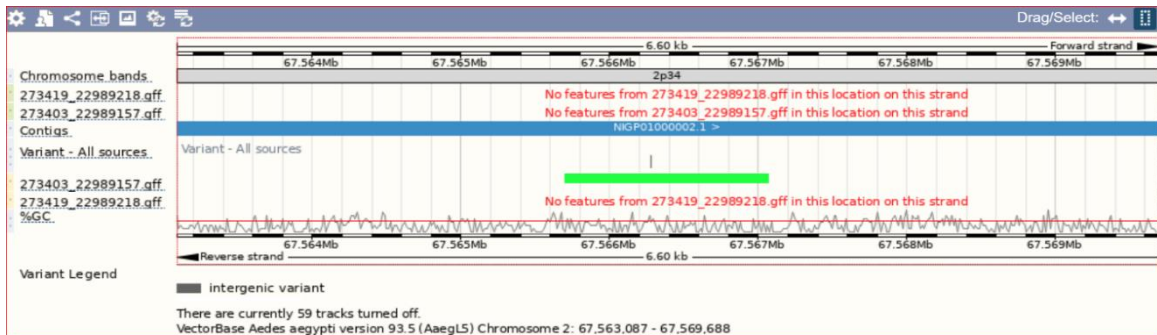 Drag/Select:
6.60 kb Forward strand
67.564Mb 67.565Mb 67.566Mb 67.567Mb 67.568Mb 67.569Mb
Chromosome bands 2p34
273419_22989218.gff No features from 273419_22989218.gff in this location on this strand
273403_22989157.gff No features from 273403_22989157.gff in this location on this strand
Contigs NIGP01000002.1 >
Variant - All sources Variant - All sources
273403_22989157.gff
273419_22989218.gff No features from 273419_22989218.gff in this location on this strand
%GC
67.564Mb 67.565Mb 67.566Mb 67.567Mb 67.568Mb 67.569Mb
Reverse strand 6.60 kb
Variant Legend
intergenic variant
There are currently 59 tracks turned off.
VectorBase Aedes aegypti version 93.5 (AaegL5) Chromosome 2: 67,563,087 - 67,569,688